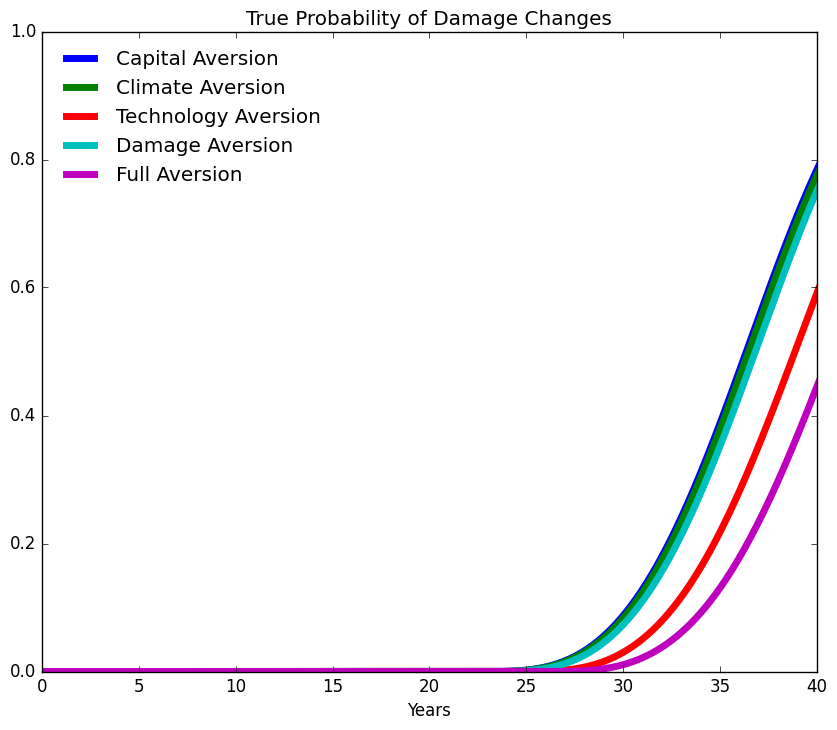 True Probability of Damage Changes
1.0
0.8
0.6
0.4
0.2
0.0
Capital Aversion
Climate Aversion
Technology Aversion
Damage Aversion
Full Aversion
0 5 10 15 20 25 30 35 40
Years